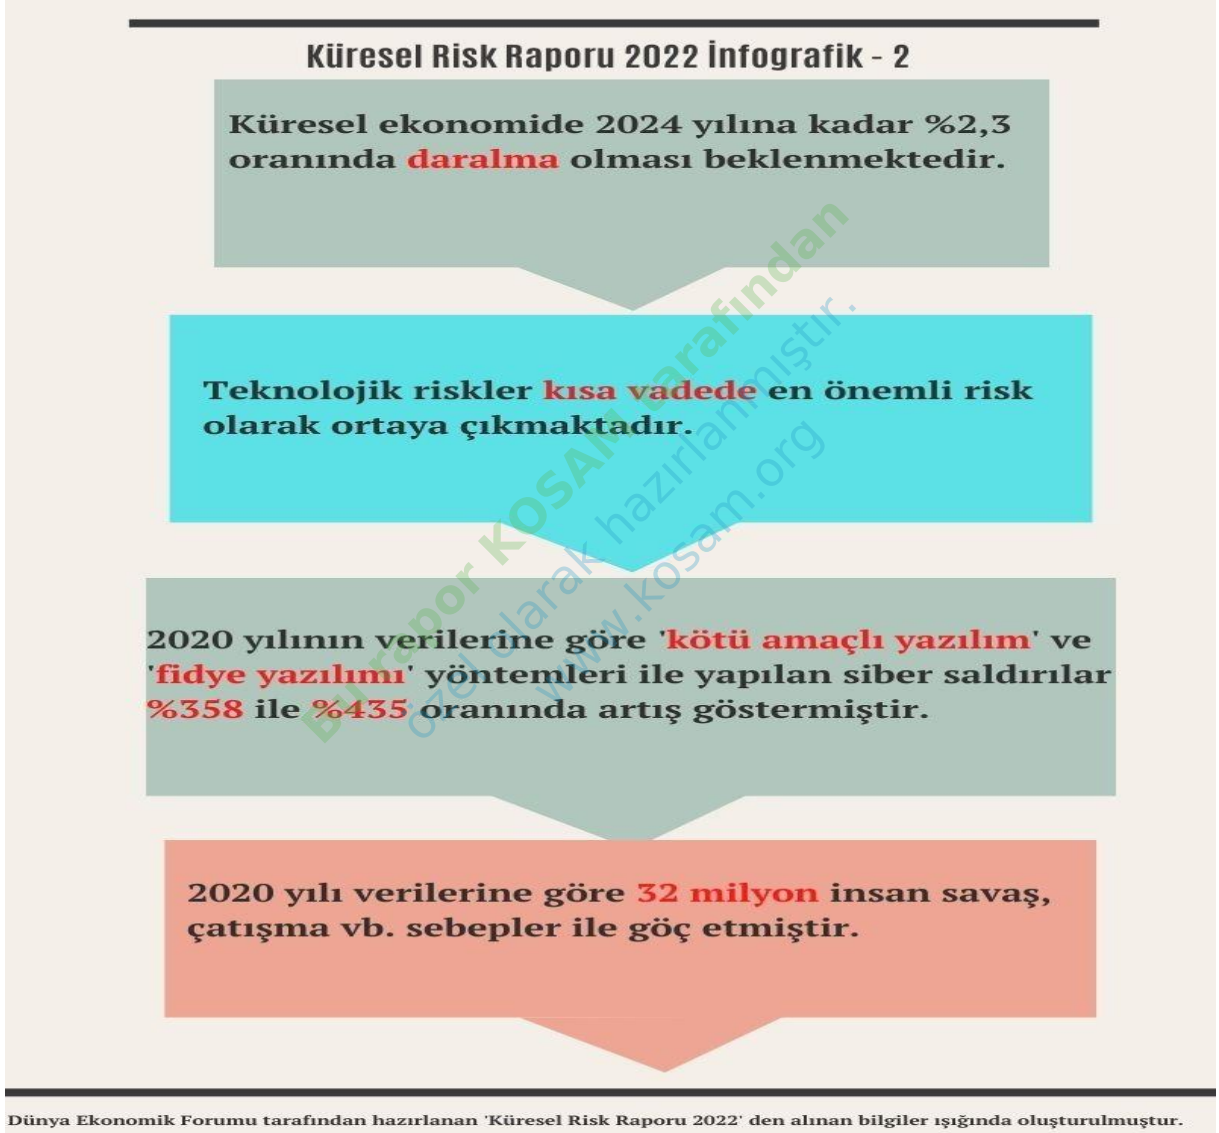 Küresel Risk Raporu 2022 İnfografik - 2
Küresel ekonomide 2024 yılına kadar %2,3
oranında daralma olması beklenmektedir.
Teknolojik riskler kısa vadede en önemli risk
olarak ortaya çıkmaktadır.
2020 yılının verilerine göre 'kötü amaçlı yazılım' ve
'fidye yazılımı' yöntemleri ile yapılan siber saldırılar
%358 ile %435 oranında artış göstermiştir.
2020 yılı verilerine göre 32 milyon insan savaş,
çatışma vb. sebepler ile göç etmiştir.
Dünya Ekonomik Forumu tarafından hazırlanan 'Küresel Risk Raporu 2022' den alınan bilgiler ışığında oluşturulmuştur.
Bu rapor KOSAM tarafından
özel olarak hazırlanmıştır.
www.kosam.org